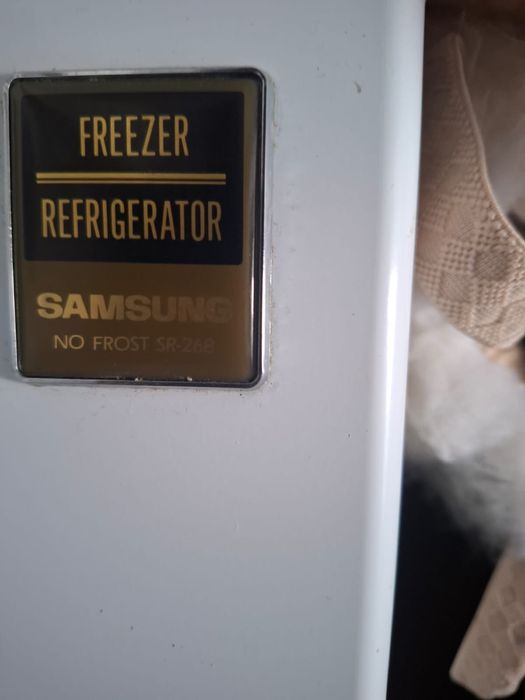 FREEZER
REFRIGERATOR
SAMSUNG
NO FROST SR-268